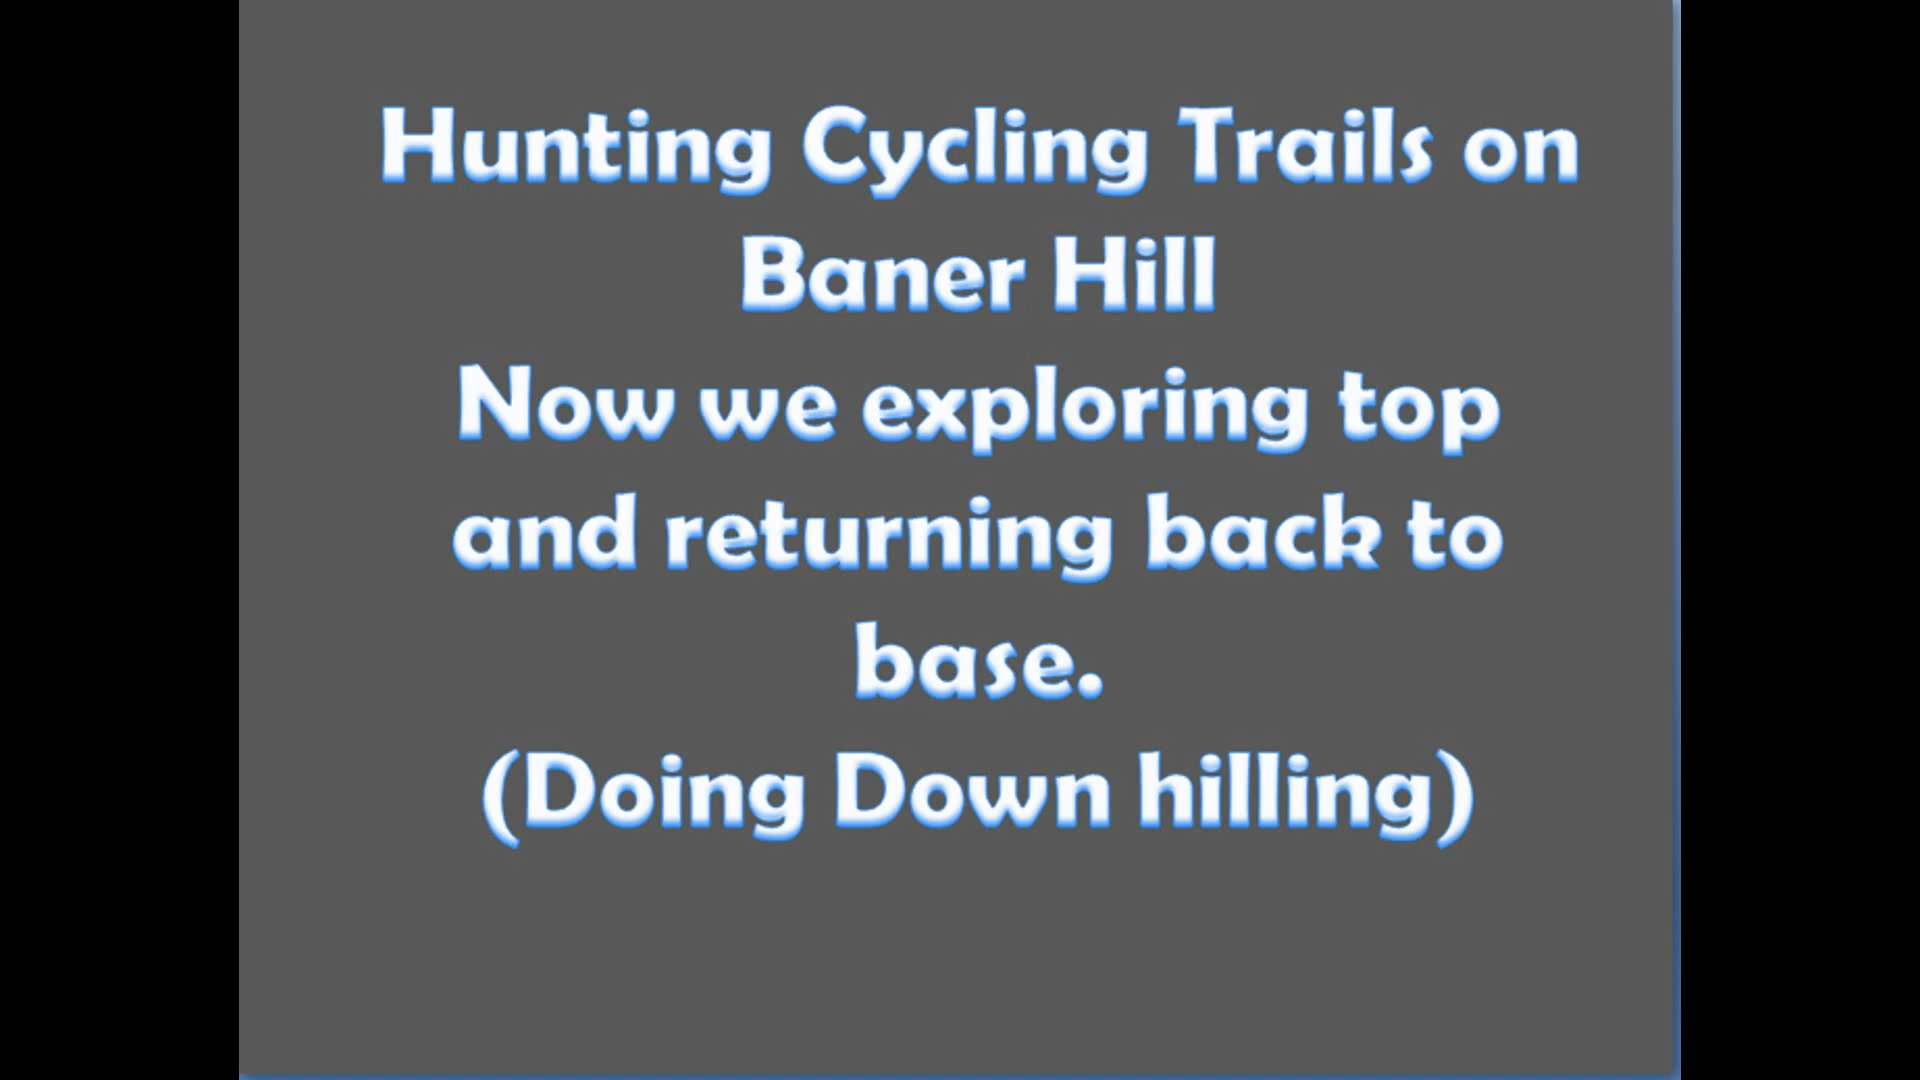 Hunting Cycling Trails on
Baner Hill
Now we exploring top
and returning back to
base.
(Doing Down hilling)